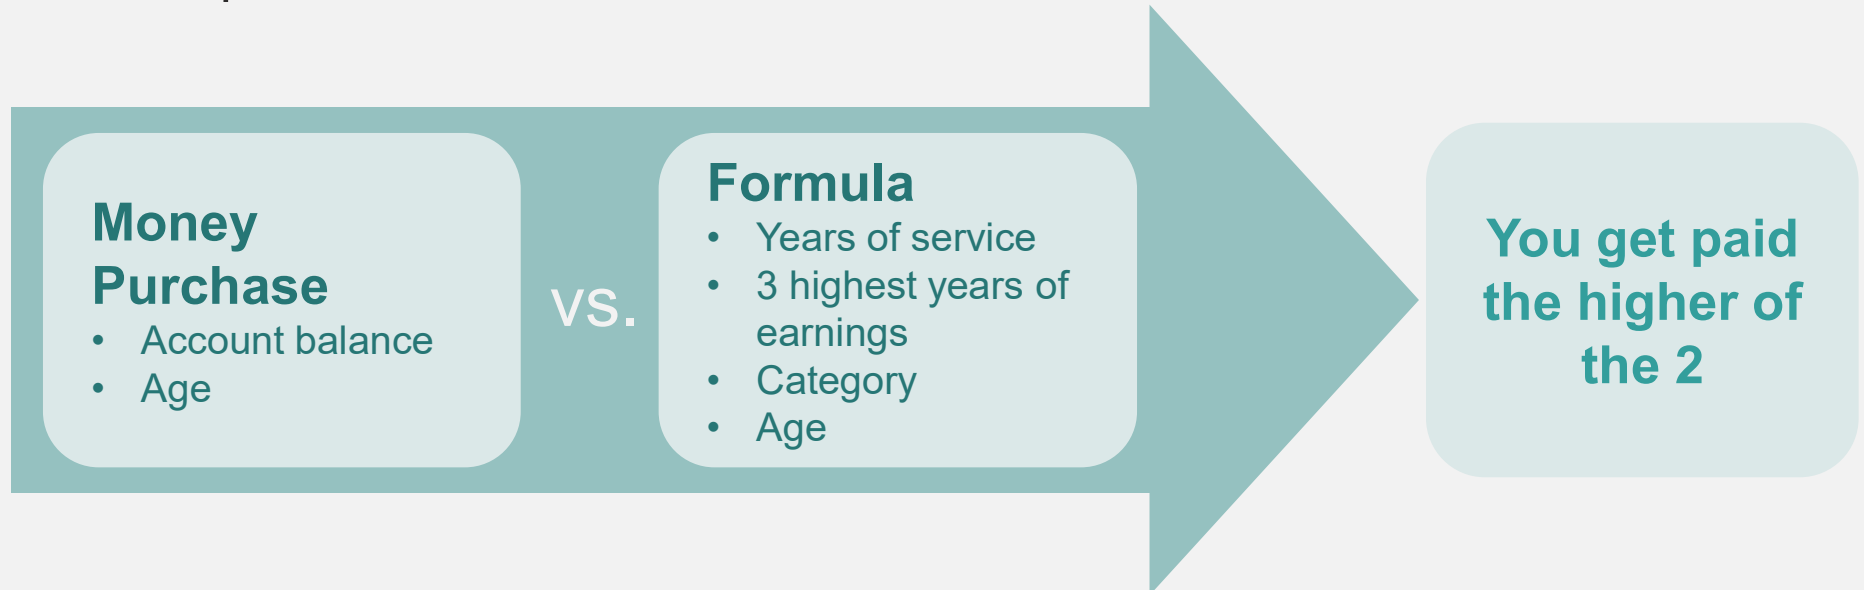 Money
Purchase
• Account balance
• Age
vs.
Formula
• Years of service
• 3 highest years of
earnings
• Category
• Age
You get paid
the higher of
the 2